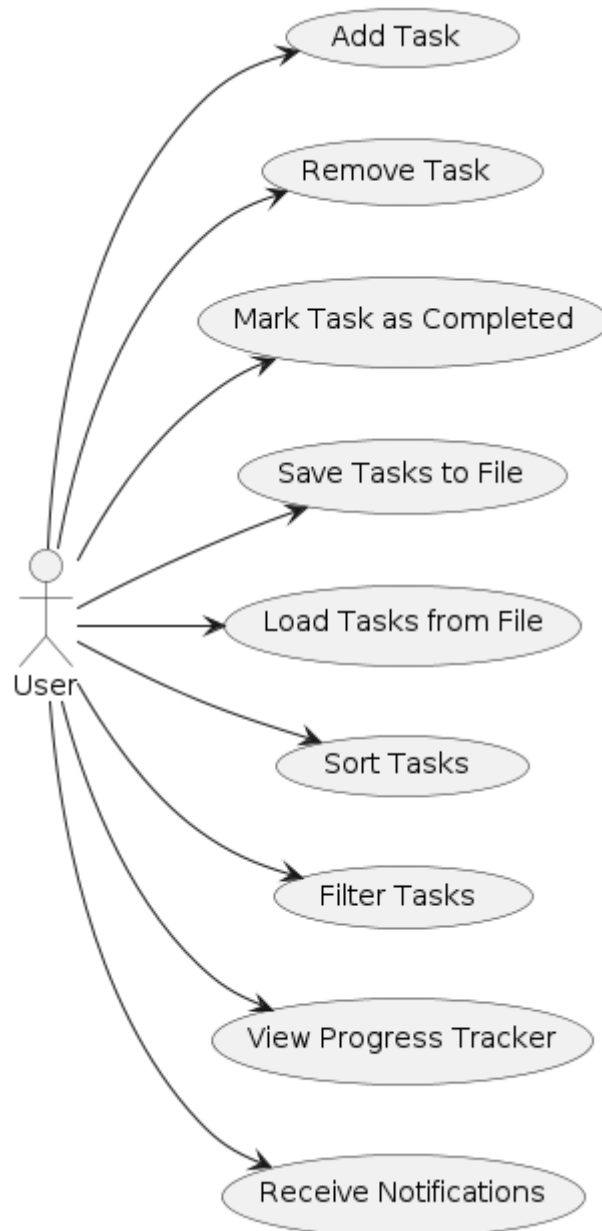 Add Task
Remove Task
Mark Task as Completed
Save Tasks to File
Load Tasks from File
User
Sort Tasks
Filter Tasks
View Progress Tracker
Receive Notifications